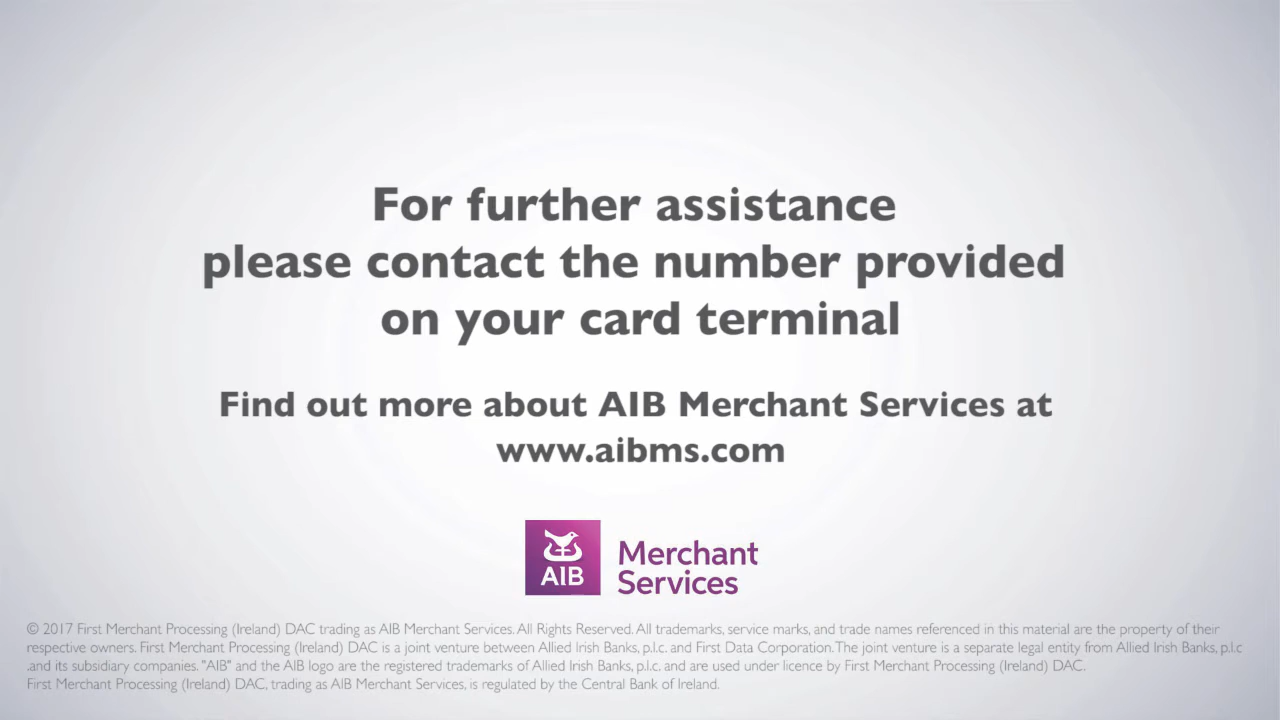 For further assistance
please contact the number provided
on your card terminal
Find out more about AIB Merchant Services at
www.aibms.com
AIB
Merchant
Services
© 2017 First Merchant Processing (Ireland) DAC trading as AIB Merchant Services. All Rights Reserved. All trademarks, service marks, and trade names referenced in this material are the property of their
respective owners. First Merchant Processing (Ireland) DAC is a joint venture between Allied Irish Banks, p.l.c. and First Data Corporation. The joint venture is a separate legal entity from Allied Irish Banks, p.l.c
.and its subsidiary companies. "AIB" and the AIB logo are the registered trademarks of Allied Irish Banks, p.l.c. and are used under licence by First Merchant Processing (Ireland) DAC.
First Merchant Processing (Ireland) DAC, trading as AIB Merchant Services, is regulated by the Central Bank of Ireland.